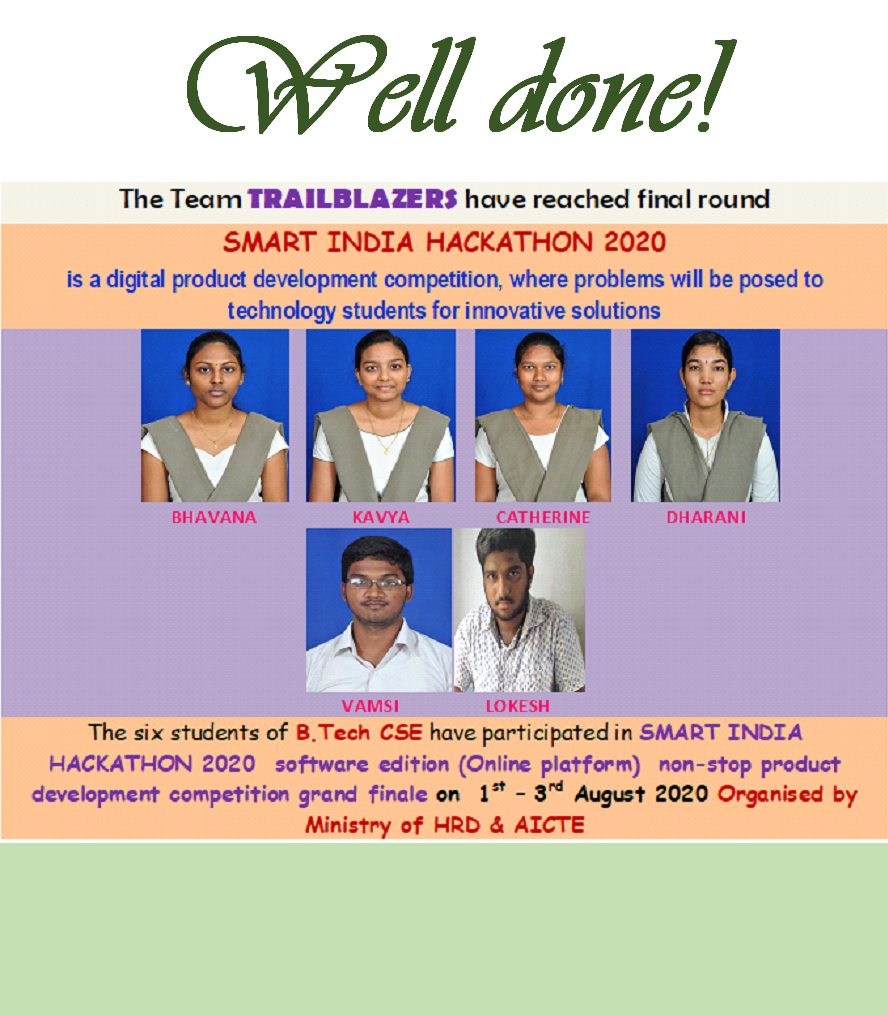 Well done!
The Team TRAILBLAZERS have reached final round
SMART INDIA HACKATHON 2020
is a digital product development competition, where problems will be posed to
technology students for innovative solutions
BHAVANA KAVYA CATHERINE DHARANI
VAMSI LOKESH
The six students of B.Tech CSE have participated in SMART INDIA
HACKATHON 2020 software edition (Online platform) non-stop product
development competition grand finale on 1st - 3rd August 2020 Organised by
Ministry of HRD & AICTE